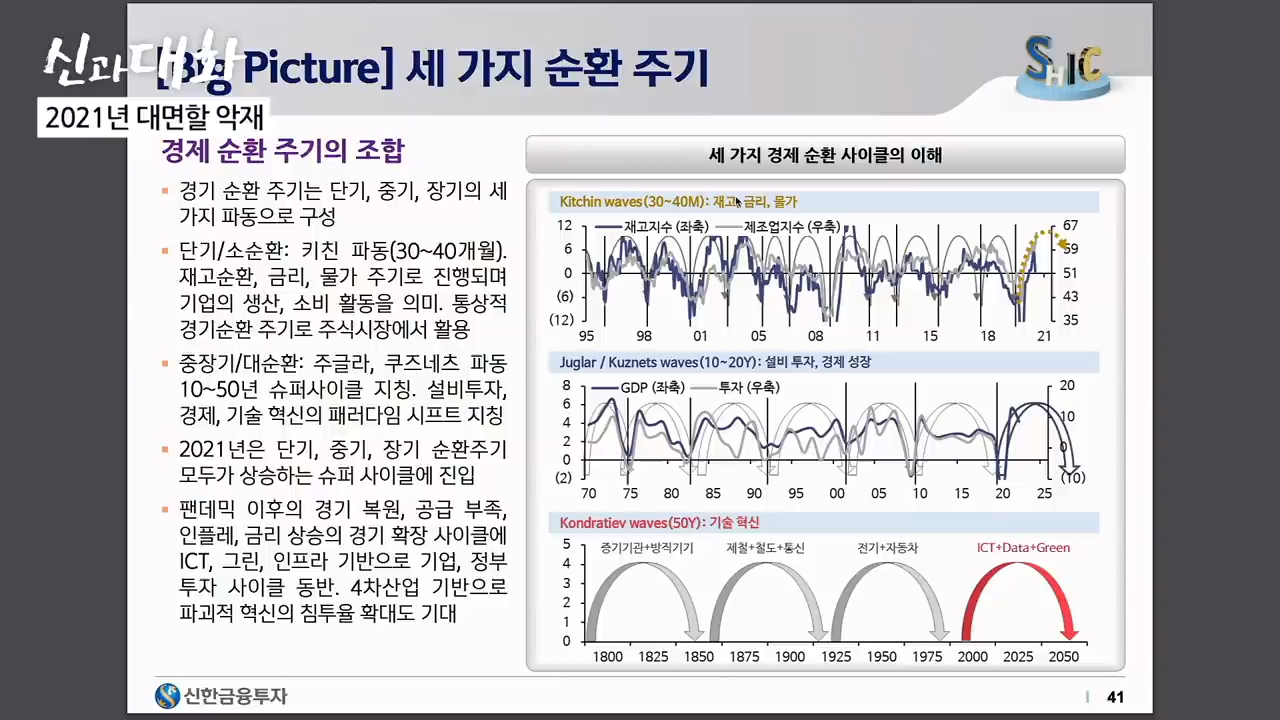 신과대화
2021년 대면할 악재
[Big Picture] 세 가지 순환 주기
SHIC
경제 순환 주기의 조합
▪ 경기 순환 주기는 단기, 중기, 장기의 세
가지 파동으로 구성
▪ 단기/소순환: 키친 파동(30~40개월).
재고순환, 금리, 물가 주기로 진행되며
기업의 생산, 소비 활동을 의미. 통상적
경기순환 주기로 주식시장에서 활용
▪ 중장기/대순환: 주글라, 쿠즈네츠 파동
10~50년 슈퍼사이클 지칭. 설비투자,
경제, 기술 혁신의 패러다임 시프트 지칭
▪ 2021년은 단기, 중기, 장기 순환주기
모두가 상승하는 슈퍼 사이클에 진입
▪ 팬데믹 이후의 경기 복원, 공급 부족,
인플레, 금리 상승의 경기 확장 사이클에
ICT, 그린, 인프라 기반으로 기업, 정부
투자 사이클 동반. 4차산업 기반으로
파괴적 혁신의 침투율 확대도 기대
세 가지 경제 순환 사이클의 이해
Kitchin waves(30~40M): 재고, 금리, 물가
재고지수 (좌축) 제조업지수 (우축)
12 67
6 59
0 51
(6) 43
(12) 35
95 98 01 05 08 11 15 18 21
Juglar / Kuznets waves(10~20Y): 설비 투자, 경제 성장
GDP (좌축) 투자 (우축)
8 20
6 10
4
2 0
0
(2) (10)
70 75 80 85 90 95 00 05 10 15 20 25
Kondratiev waves(50Y): 기술 혁신
증기기관+방직기기 제철+철도+통신 전기+자동차 ICT+Data+Green
5
4
3
2
1
0
1800 1825 1850 1875 1900 1925 1950 1975 2000 2025 2050
신한금융투자
41